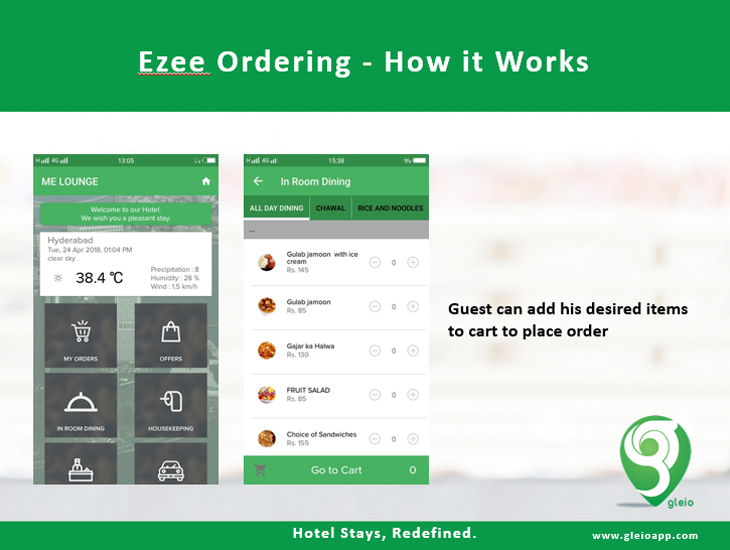 Ezee Ordering - How it Works
H 4G 13:05
ME LOUNGE
Welcome to our Hotel.
We wish you a pleasant stay.
Hyderabad
Tue, 24 Apr 2018, 01:04 PM
clear sky
38.4 ℃
Precipitation : 8
Humidity : 26 %
Wind : 1.5 km/h
MY ORDERS
OFFERS
IN ROOM DINING
HOUSEKEEPING
H 4G 15:38
In Room Dining
ALL DAY DINING CHAWAL RICE AND NOODLES
...
Gulab jamoon with ice
cream
Rs. 145
0
Gulab jamoon
Rs. 85
0
Gajar ka Halwa
Rs. 130
0
FRUIT SALAD
Rs. 85
0
Choice of Sandwiches
Rs. 155
0
Go to Cart 0
Guest can add his desired items
to cart to place order
gleio
Hotel Stays, Redefined.
www.gleioapp.com